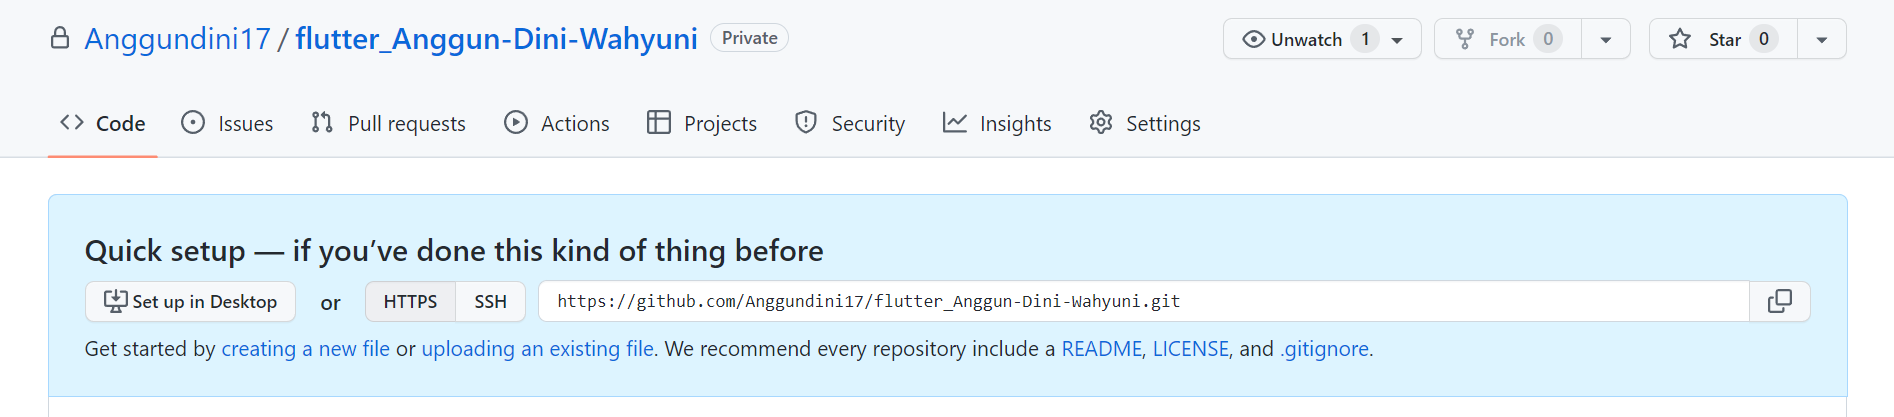 Anggundini17 / flutter_Anggun-Dini-Wahyuni Private Unwatch 1 Fork 0 Star 0
Code Issues Pull requests Actions Projects Security Insights Settings
Quick setup — if you’ve done this kind of thing before
Set up in Desktop or HTTPS SSH https://github.com/Anggundini17/flutter_Anggun-Dini-Wahyuni.git
Get started by creating a new file or uploading an existing file. We recommend every repository include a README, LICENSE, and .gitignore.